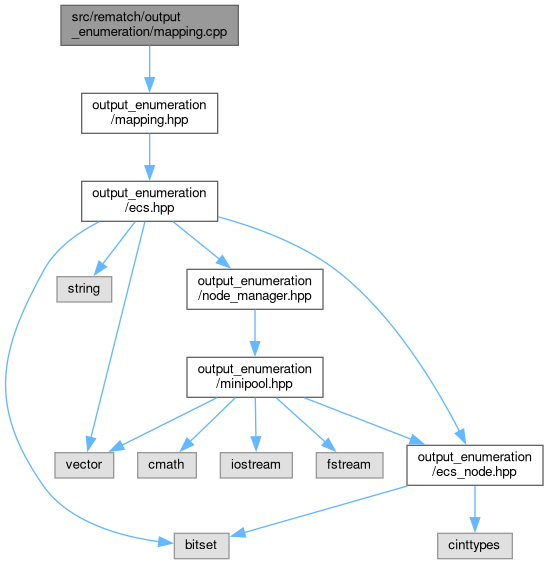 src/rematch/output
_enumeration/mapping.cpp
output_enumeration
/mapping.hpp
output_enumeration
/ecs.hpp
string
output_enumeration
/node_manager.hpp
output_enumeration
/minipool.hpp
vector
cmath
iostream
fstream
output_enumeration
/ecs_node.hpp
bitset
cinttypes